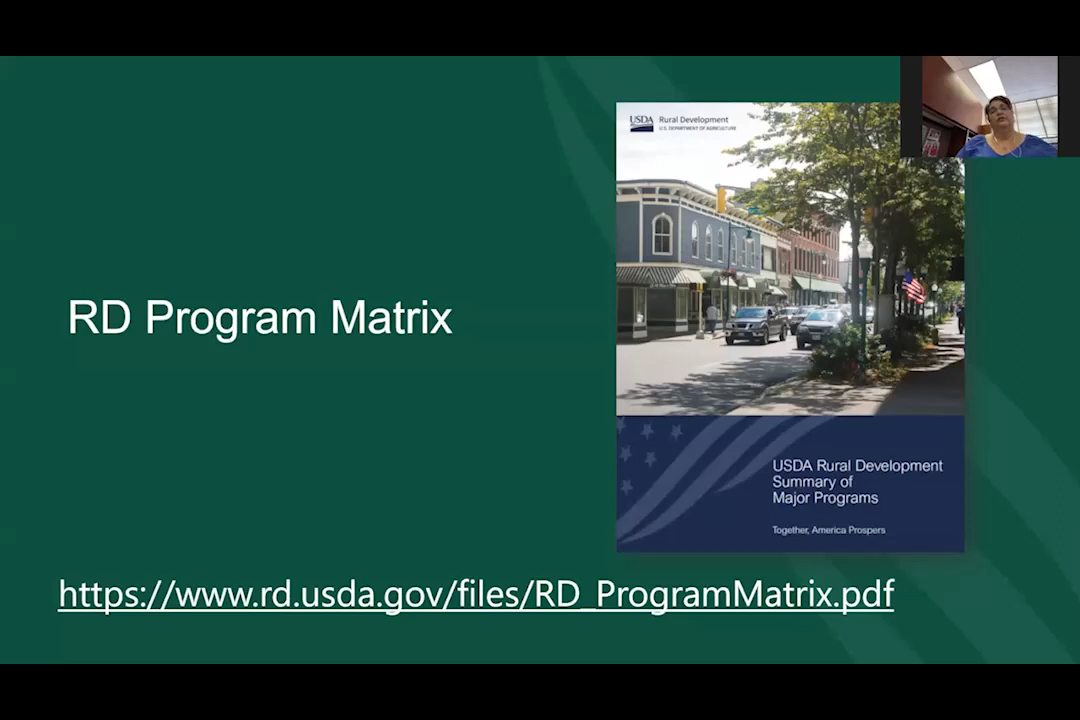 RD Program Matrix
USDA Rural Development
U.S. DEPARTMENT OF AGRICULTURE
USDA Rural Development
Summary of
Major Programs
Together, America Prospers
https://www.rd.usda.gov/files/RD_ProgramMatrix.pdf